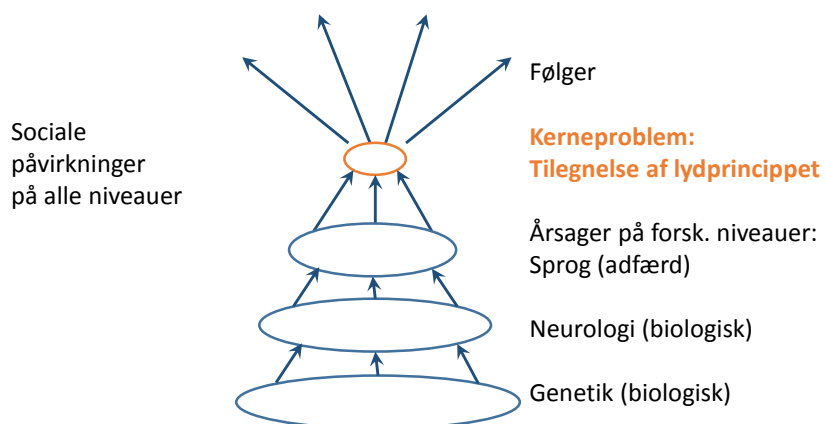 Følger
Sociale
påvirkninger
på alle niveauer
Kerneproblem:
Tilegnelse af lydprincippet
Årsager på forsk. niveauer:
Sprog (adfærd)
Neurologi (biologisk)
Genetik (biologisk)